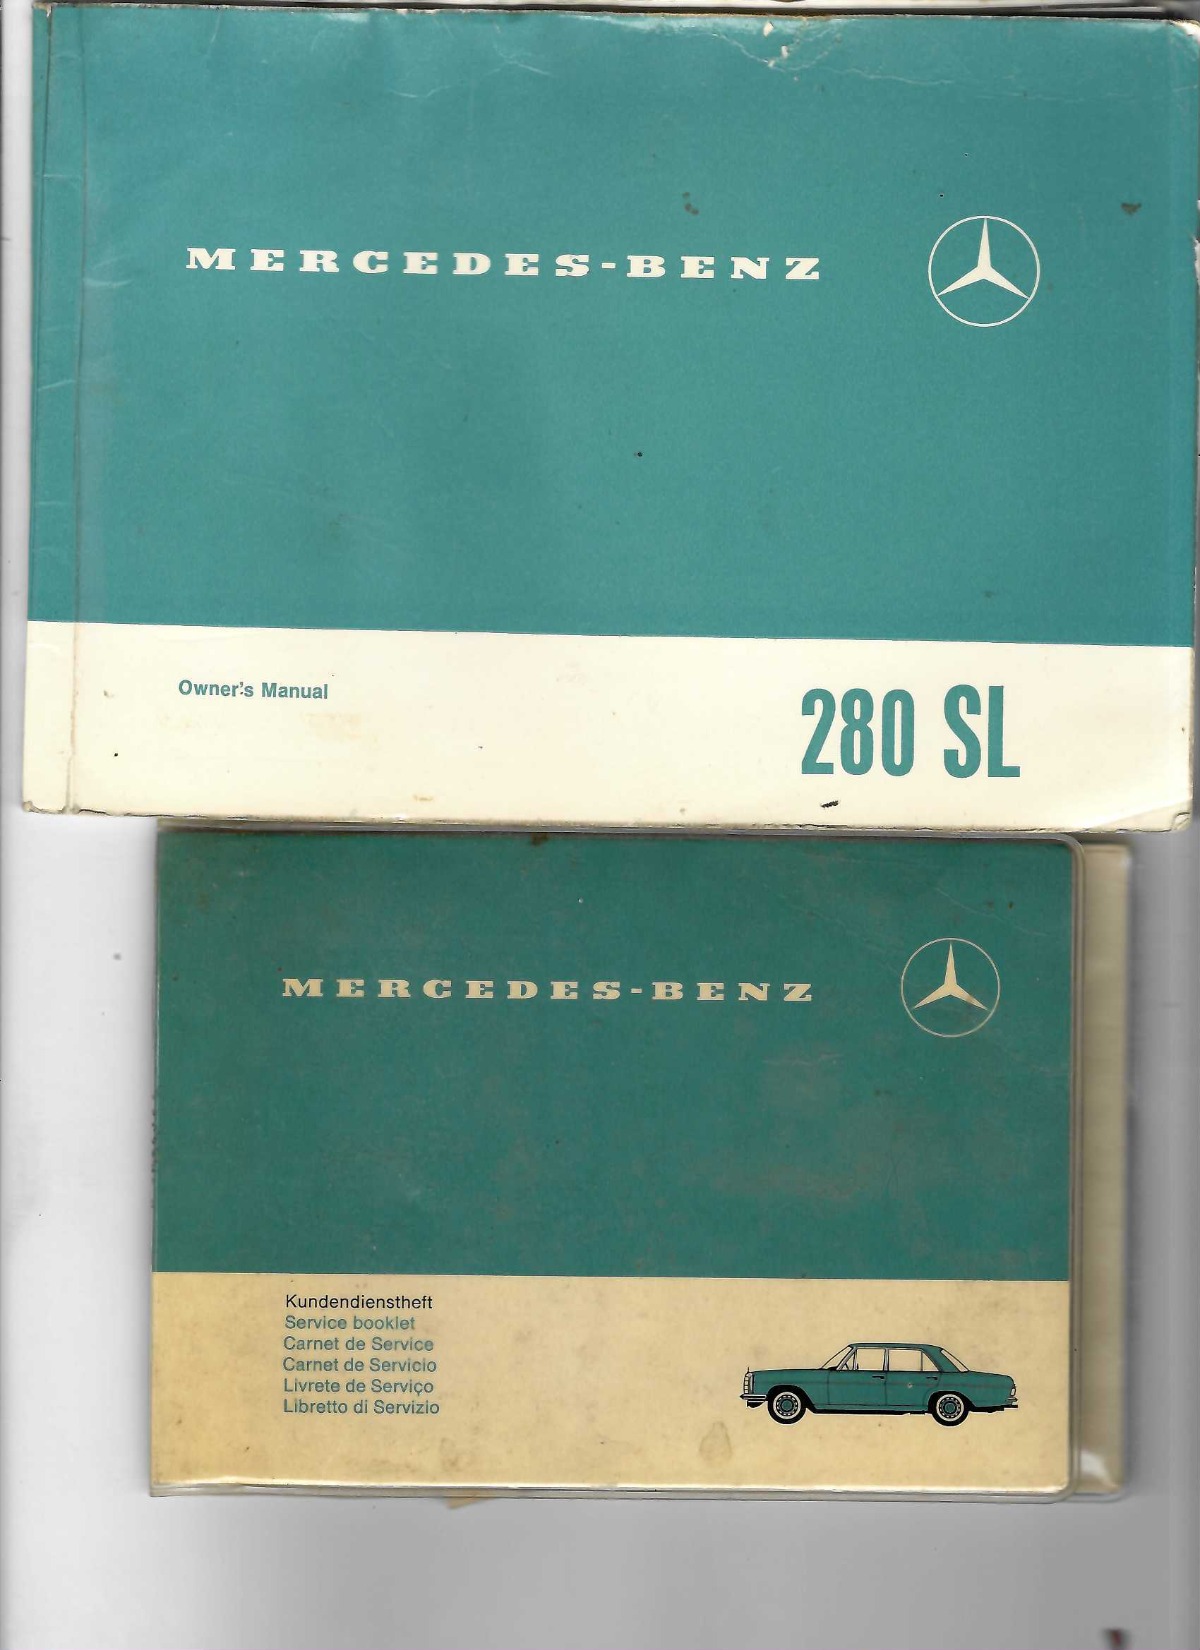 MERCEDES-BENZ
Owner's Manual
280 SL
MERCEDES-BENZ
Kundendienstheft
Service booklet
Carnet de Service
Carnet de Servicio
Livrete de Serviço
Libretto di Servizio